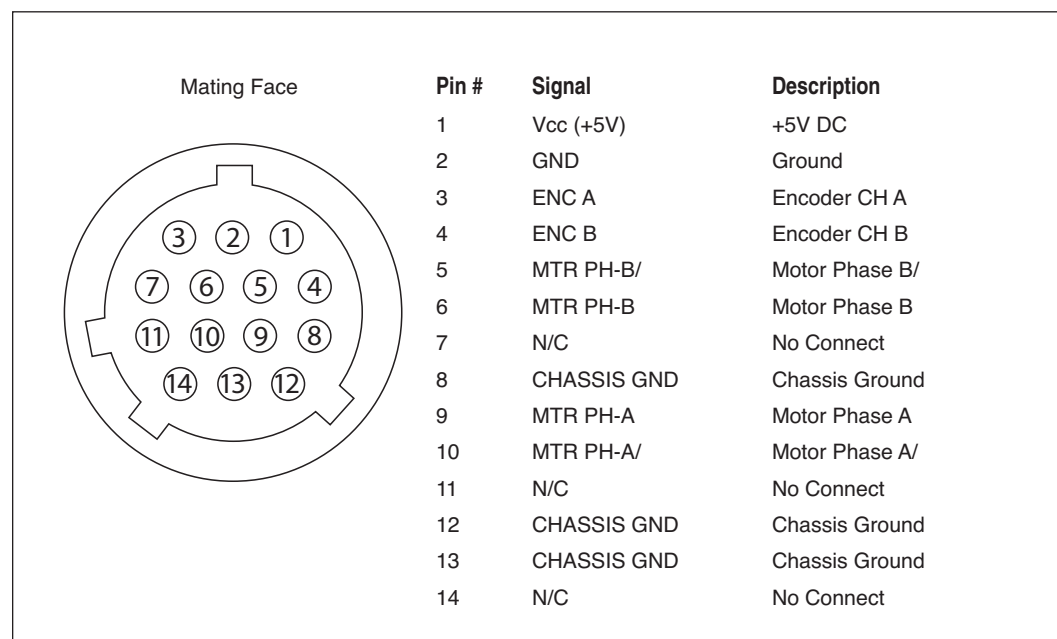 Mating Face
3 2 1
7 6 5 4
11 10 9 8
14 13 12
Pin # Signal Description
1 Vcc (+5V) +5V DC
2 GND Ground
3 ENC A Encoder CH A
4 ENC B Encoder CH B
5 MTR PH-B/ Motor Phase B/
6 MTR PH-B Motor Phase B
7 N/C No Connect
8 CHASSIS GND Chassis Ground
9 MTR PH-A Motor Phase A
10 MTR PH-A/ Motor Phase A/
11 N/C No Connect
12 CHASSIS GND Chassis Ground
13 CHASSIS GND Chassis Ground
14 N/C No Connect